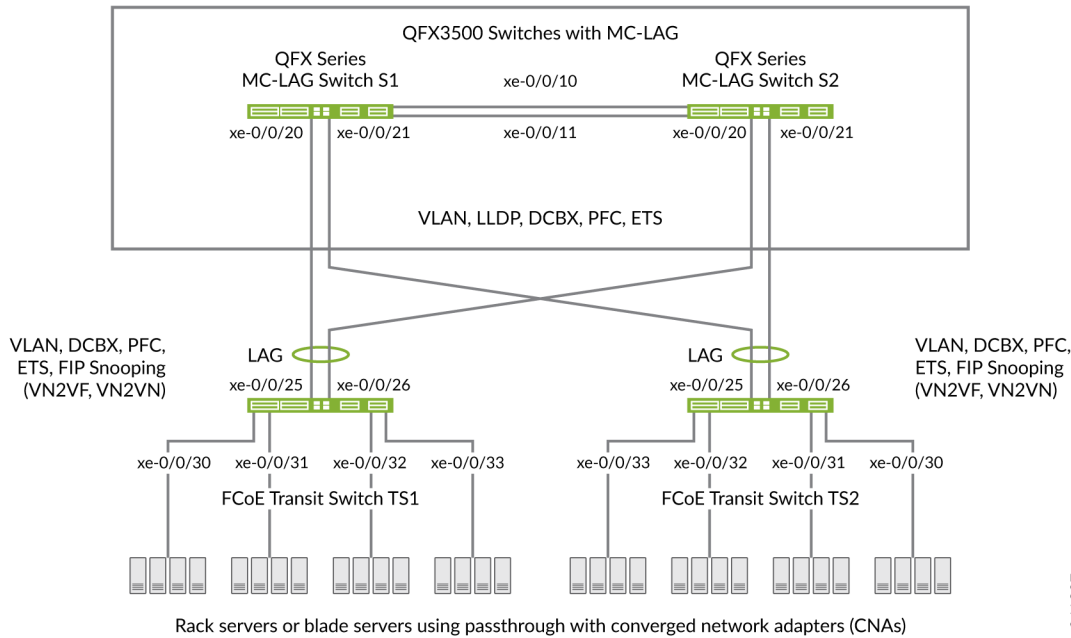 QFX3500 Switches with MC-LAG
QFX Series
MC-LAG Switch S1
QFX Series
MC-LAG Switch S2
xe-0/0/10
xe-0/0/20
xe-0/0/21
xe-0/0/11
xe-0/0/20
xe-0/0/21
VLAN, LLDP, DCBX, PFC, ETS
VLAN, DCBX, PFC,
ETS, FIP Snooping
(VN2VF, VN2VN)
LAG
LAG
VLAN, DCBX, PFC,
ETS, FIP Snooping
(VN2VF, VN2VN)
xe-0/0/25
xe-0/0/26
xe-0/0/25
xe-0/0/26
xe-0/0/30
xe-0/0/31
xe-0/0/32
xe-0/0/33
xe-0/0/33
xe-0/0/32
xe-0/0/31
xe-0/0/30
FCoE Transit Switch TS1
FCoE Transit Switch TS2
Rack servers or blade servers using passthrough with converged network adapters (CNAs)